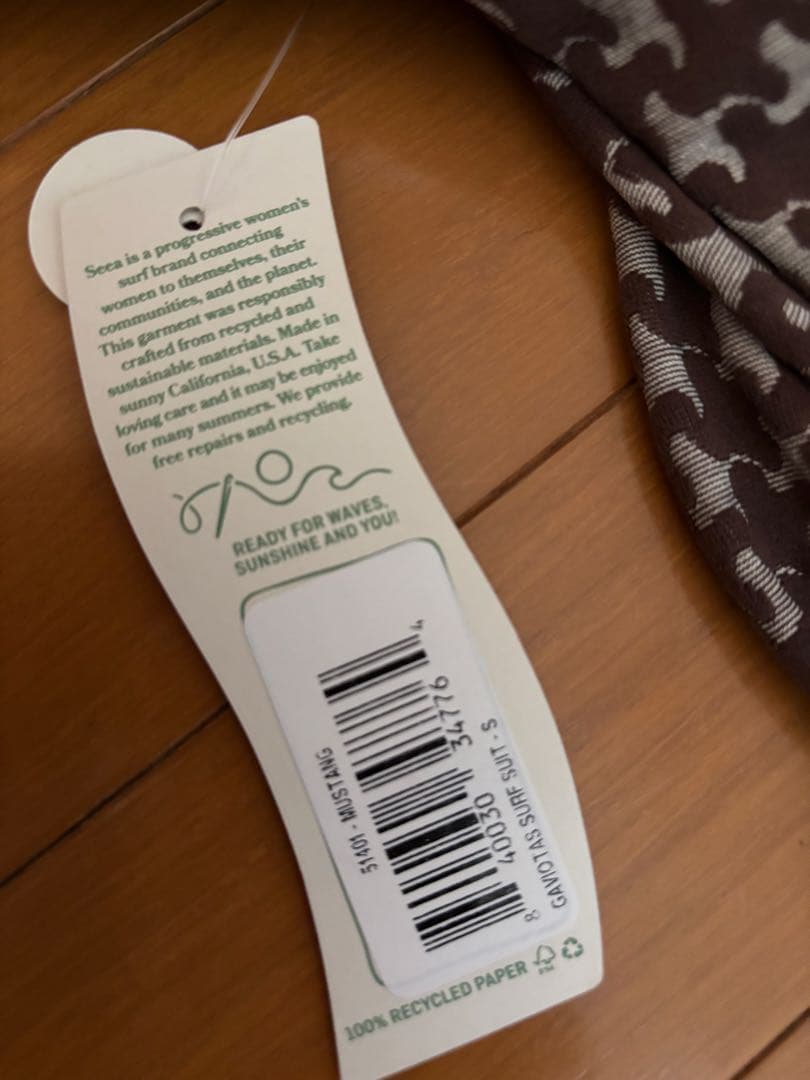 Seea is a progressive women's
surf brand connecting
women to themselves, their
communities, and the planet.
This garment was responsibly
crafted from recycled and
sustainable materials. Made in
sunny California, U.S.A. Take
loving care and it may be enjoyed
for many summers. We provide
free repairs and recycling.
READY FOR WAVES,
SUNSHINE AND YOU!
51401 - MUSTANG
8 40030 34776 4
GAVIOTAS SURF SUIT - S
100% RECYCLED PAPER
FSC